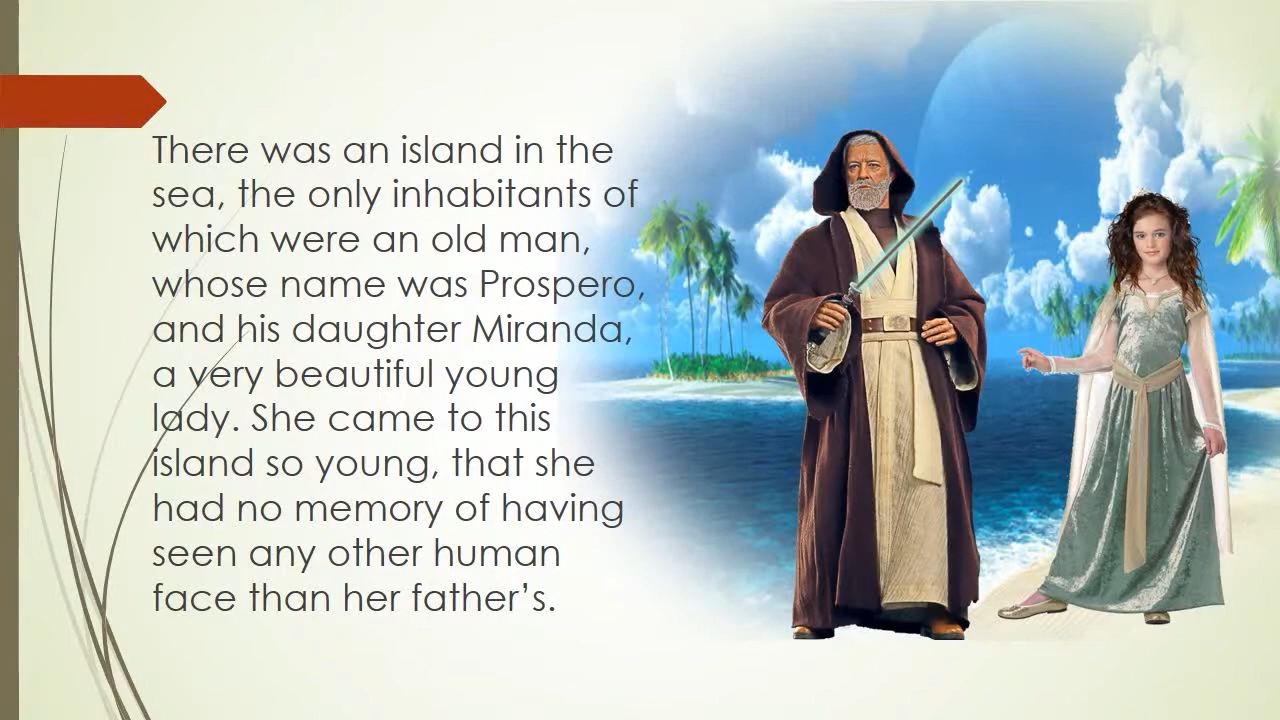 There was an island in the
sea, the only inhabitants of
which were an old man,
whose name was Prospero,
and his daughter Miranda,
a very beautiful young
lady. She came to this
island so young, that she
had no memory of having
seen any other human
face than her father’s.